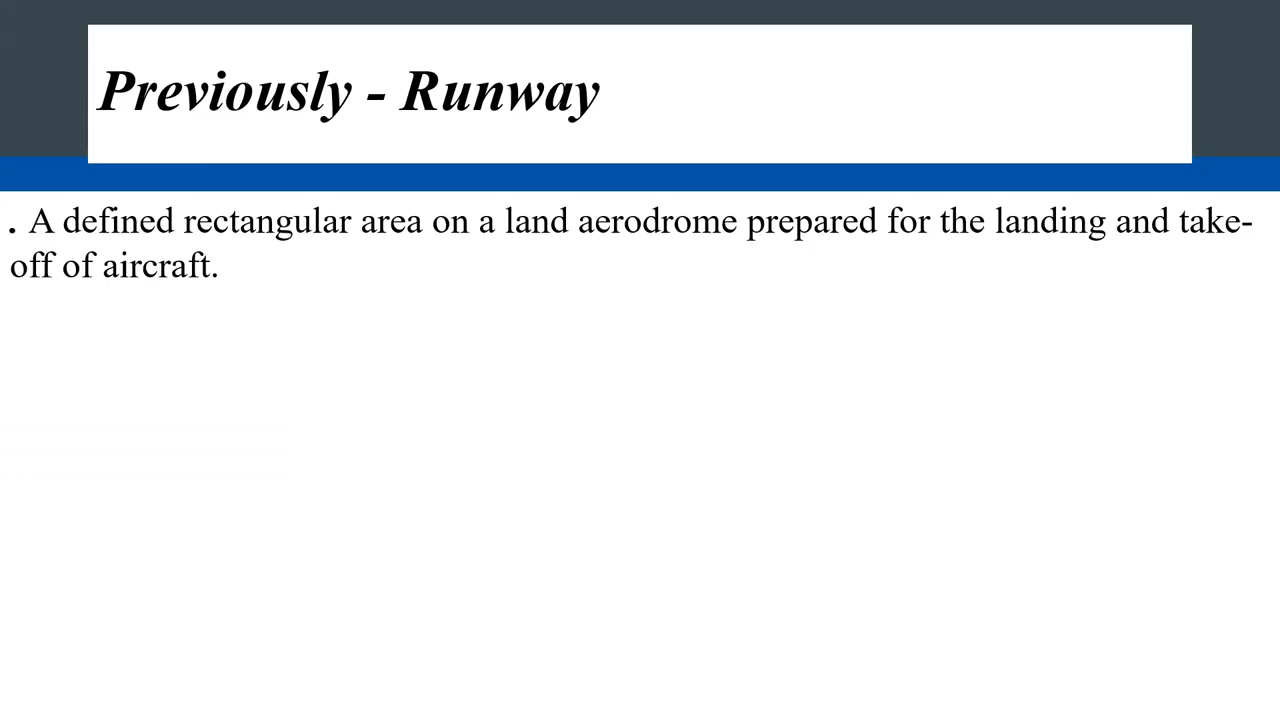 Previously - Runway
. A defined rectangular area on a land aerodrome prepared for the landing and take-
off of aircraft.